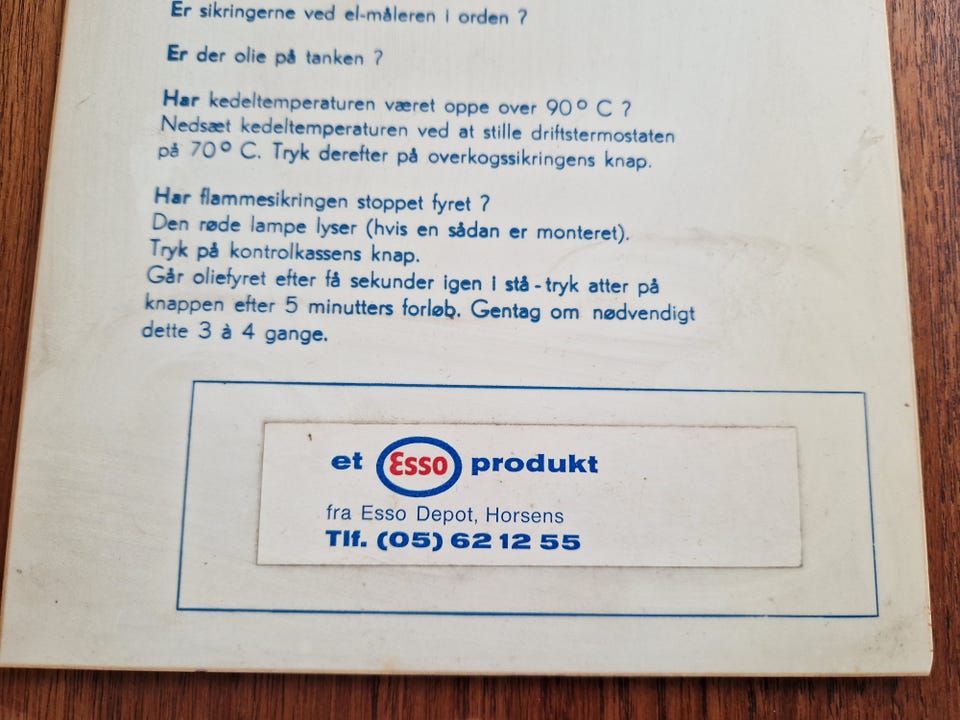 Er sikringerne ved el-måleren i orden ?
Er der olie på tanken ?
Har kedeltemperaturen været oppe over 90° C ?
Nedsæt kedeltemperaturen ved at stille driftstermostaten
på 70° C. Tryk derefter på overkogssikringens knap.
Har flammesikringen stoppet fyret ?
Den røde lampe lyser (hvis en sådan er monteret).
Tryk på kontrolkassens knap.
Går oliefyret efter få sekunder igen i stå - tryk atter på
knappen efter 5 minutters forløb. Gentag om nødvendigt
dette 3 à 4 gange.
et Esso produkt
fra Esso Depot, Horsens
Tlf. (05) 62 12 55